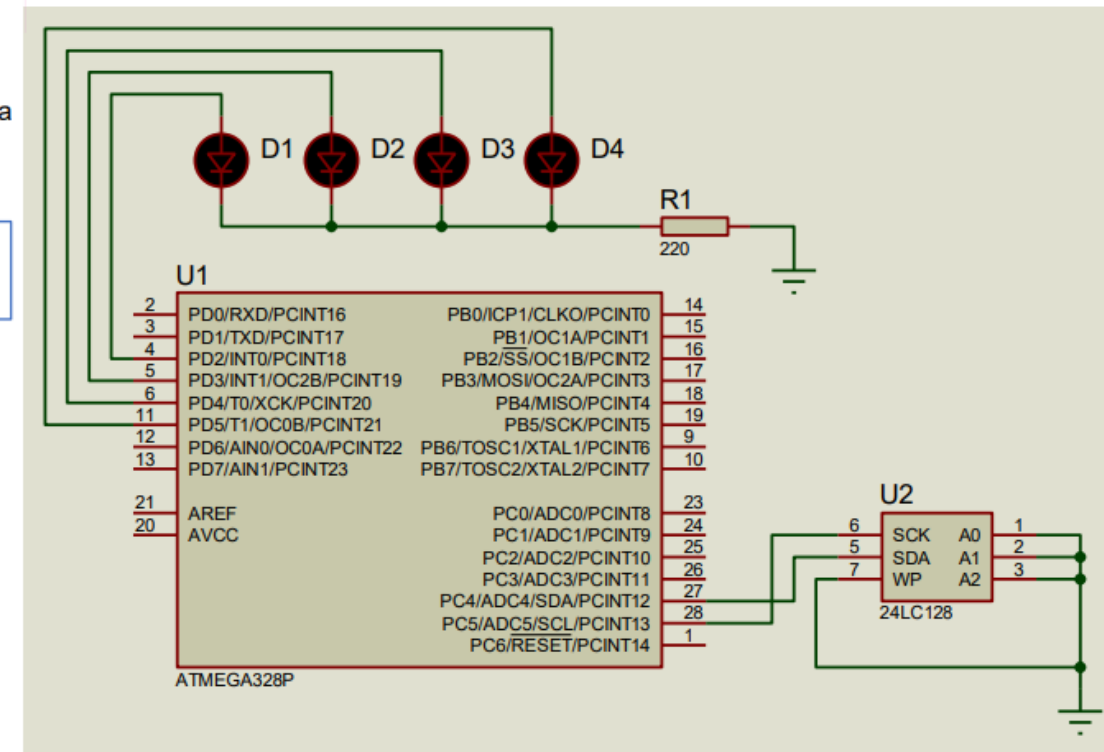 a
D1 D2 D3 D4
R1
220
U1
2 PD0/RXD/PCINT16 PB0/ICP1/CLKO/PCINT0 14
3 PD1/TXD/PCINT17 PB1/OC1A/PCINT1 15
4 PD2/INT0/PCINT18 PB2/SS/OC1B/PCINT2 16
5 PD3/INT1/OC2B/PCINT19 PB3/MOSI/OC2A/PCINT3 17
6 PD4/T0/XCK/PCINT20 PB4/MISO/PCINT4 18
11 PD5/T1/OC0B/PCINT21 PB5/SCK/PCINT5 19
12 PD6/AIN0/OC0A/PCINT22 PB6/TOSC1/XTAL1/PCINT6 9
13 PD7/AIN1/PCINT23 PB7/TOSC2/XTAL2/PCINT7 10
21 AREF PC0/ADC0/PCINT8 23
20 AVCC PC1/ADC1/PCINT9 24
PC2/ADC2/PCINT10 25
PC3/ADC3/PCINT11 26
PC4/ADC4/SDA/PCINT12 27
PC5/ADC5/SCL/PCINT13 28
PC6/RESET/PCINT14 1
ATMEGA328P
U2
6 SCK A0 1
5 SDA A1 2
7 WP A2 3
24LC128